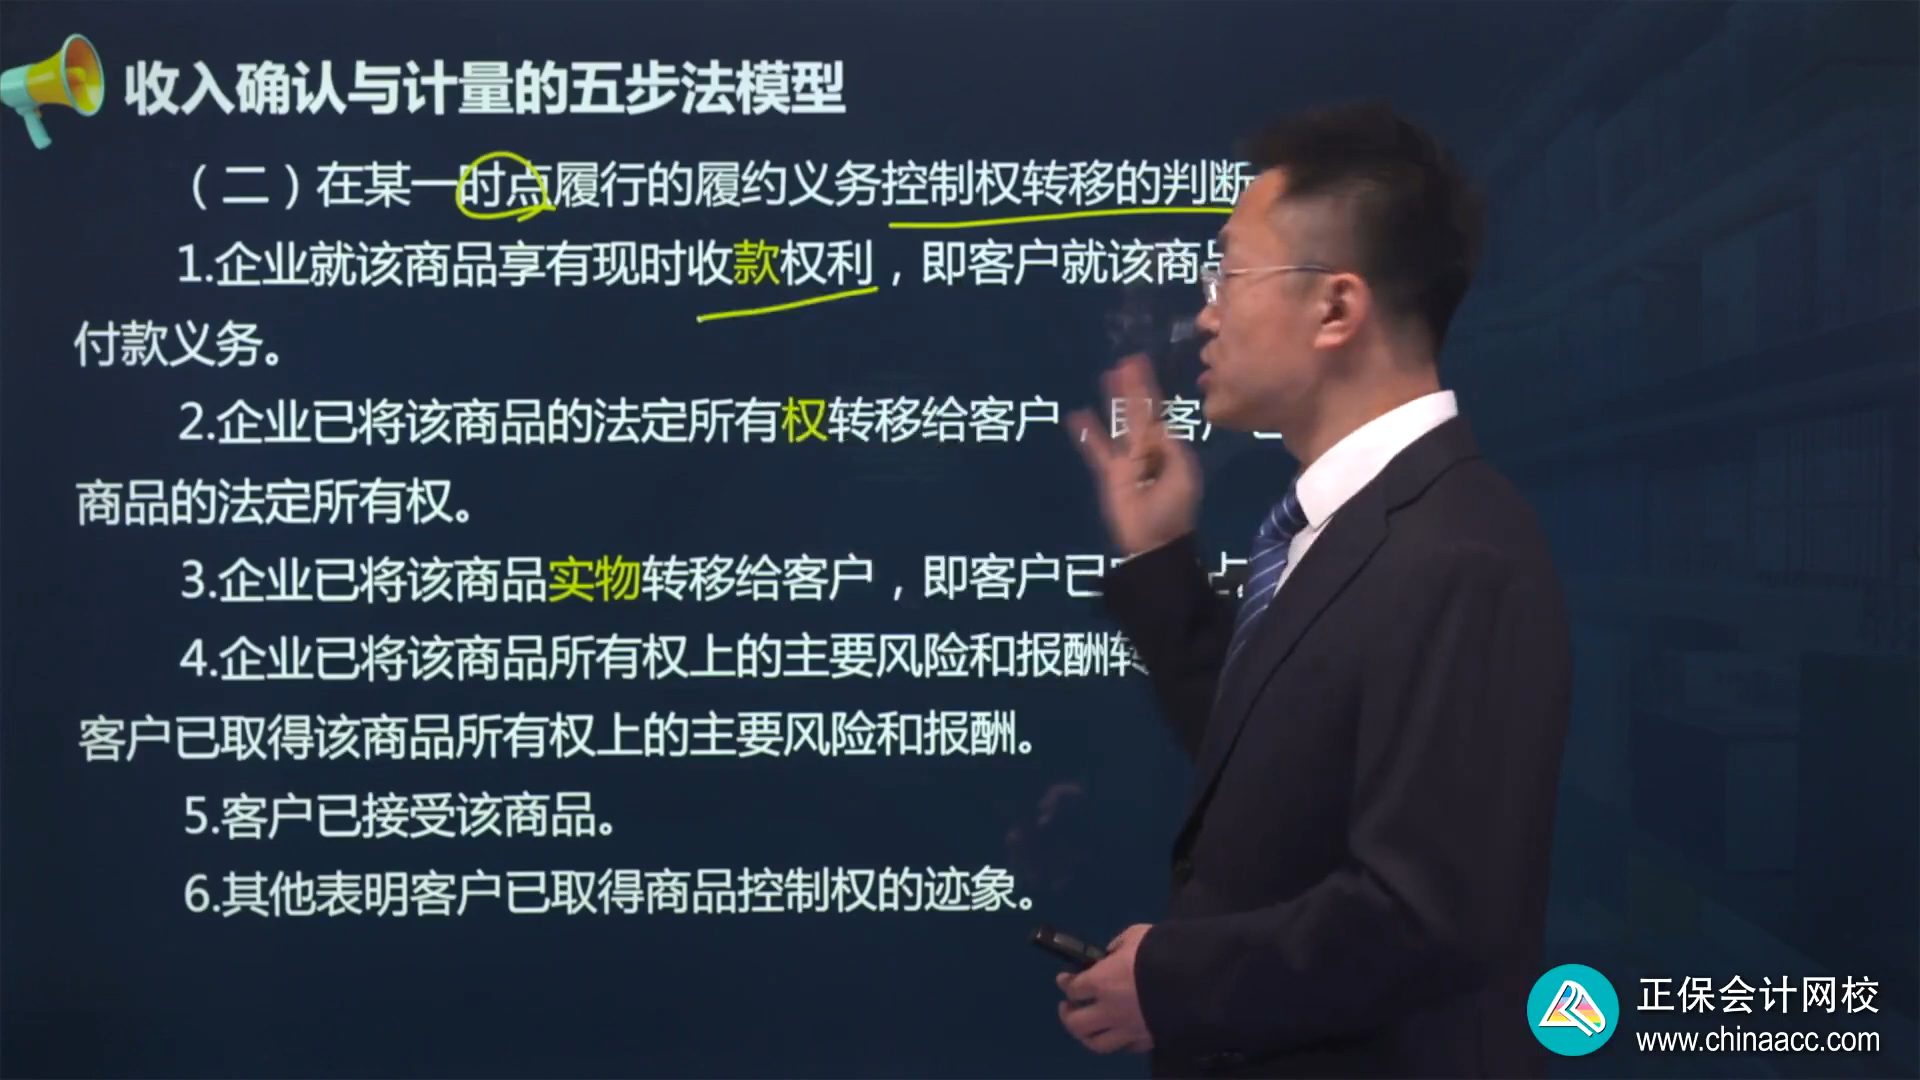 收入确认与计量的五步法模型
（二）在某一时点履行的履约义务控制权转移的判断
1.企业就该商品享有现时收款权利，即客户就该商品
付款义务。
2.企业已将该商品的法定所有权转移给客户，即客户已
商品的法定所有权。
3.企业已将该商品实物转移给客户，即客户已
4.企业已将该商品所有权上的主要风险和报酬转
客户已取得该商品所有权上的主要风险和报酬。
5.客户已接受该商品。
6.其他表明客户已取得商品控制权的迹象。
正保会计网校
www.chinaacc.com